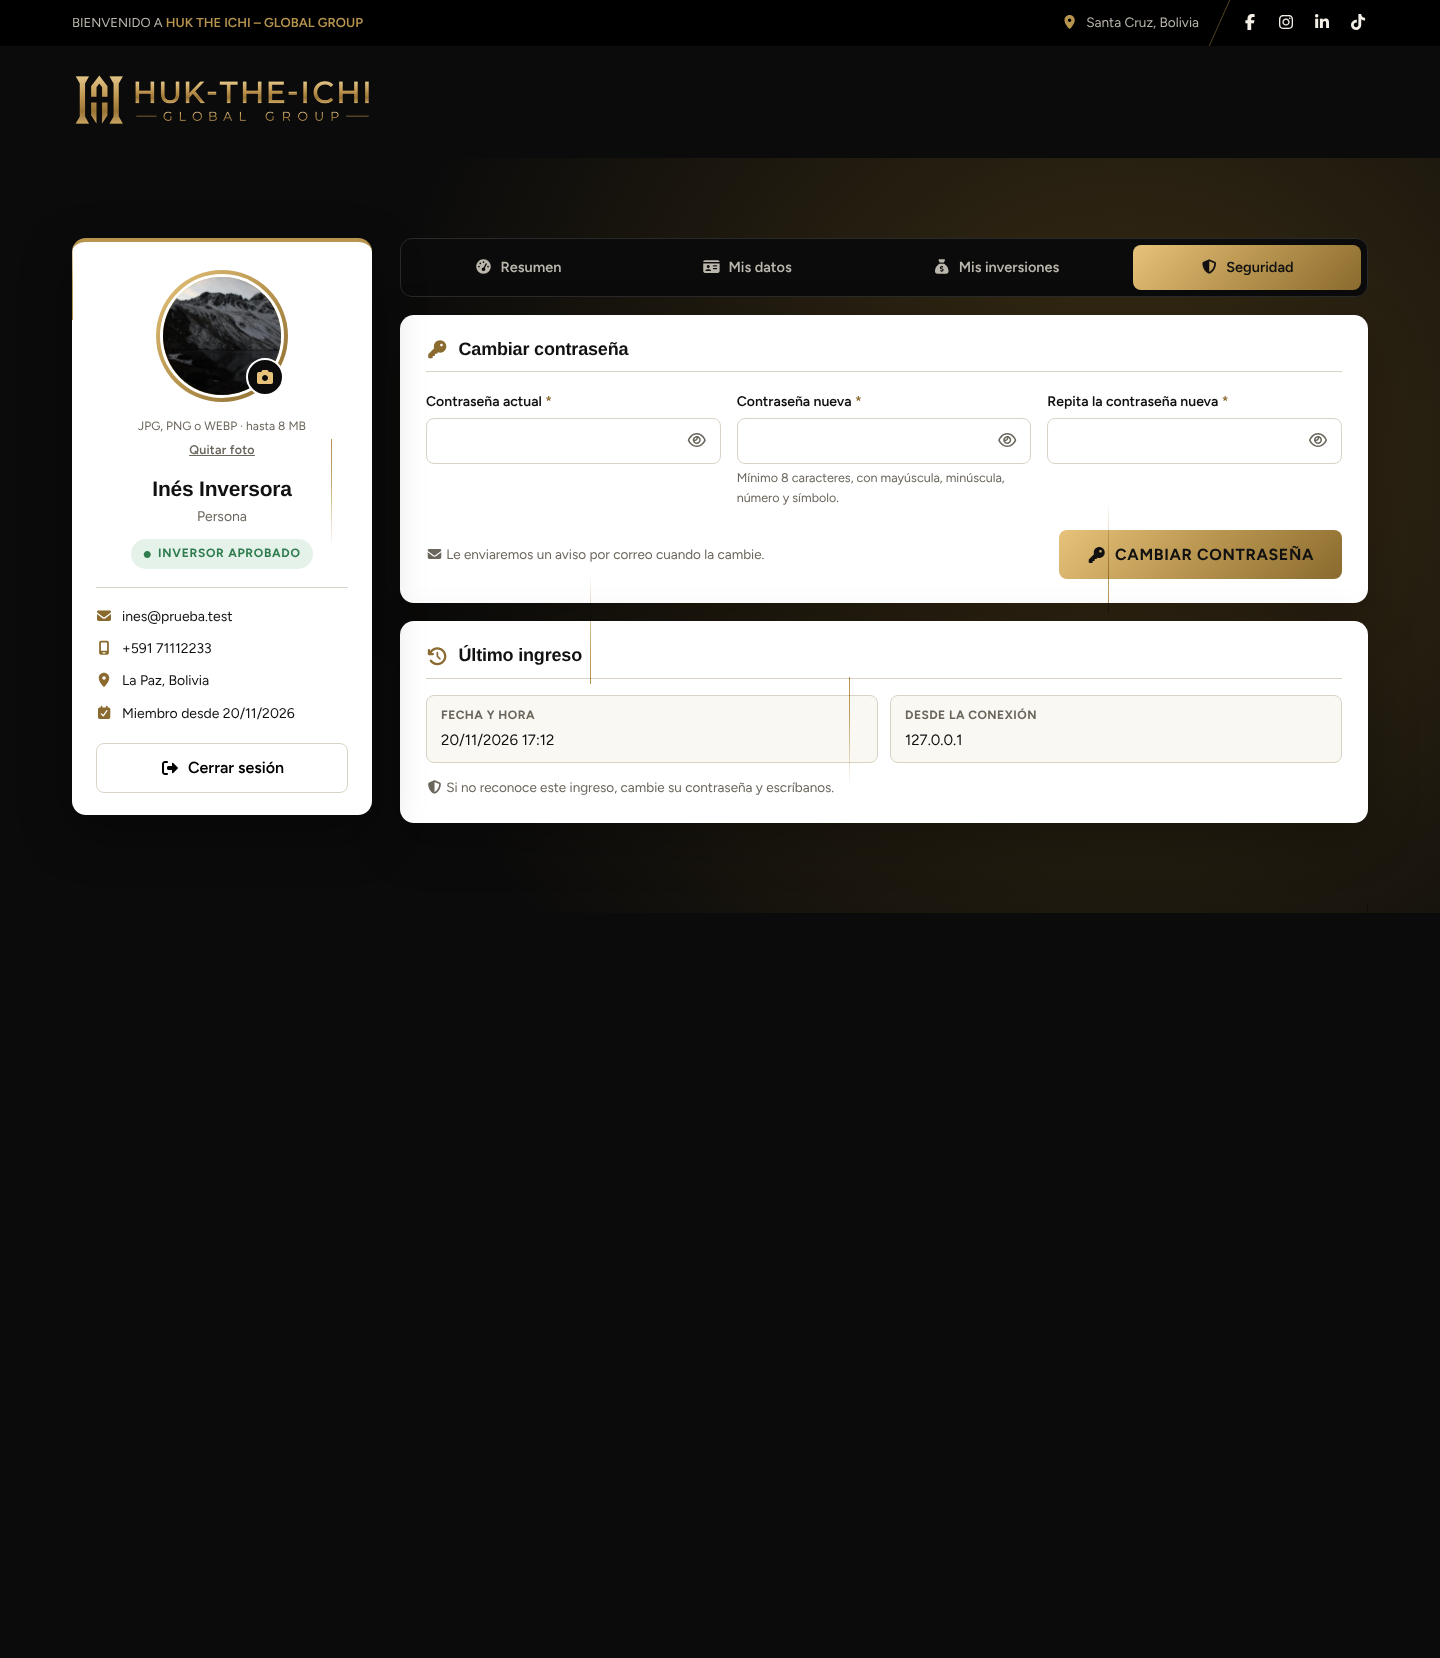 BIENVENIDO A HUK THE ICHI – GLOBAL GROUP
Santa Cruz, Bolivia
HUK-THE-ICHI
GLOBAL GROUP
Resumen
Mis datos
Mis inversiones
Seguridad
JPG, PNG o WEBP · hasta 8 MB
Quitar foto
Inés Inversora
Persona
INVERSOR APROBADO
ines@prueba.test
+591 71112233
La Paz, Bolivia
Miembro desde 20/11/2026
Cerrar sesión
Cambiar contraseña
Contraseña actual *
Contraseña nueva *
Repita la contraseña nueva *
Mínimo 8 caracteres, con mayúscula, minúscula,
número y símbolo.
Le enviaremos un aviso por correo cuando la cambie.
CAMBIAR CONTRASEÑA
Último ingreso
FECHA Y HORA
20/11/2026 17:12
DESDE LA CONEXIÓN
127.0.0.1
Si no reconoce este ingreso, cambie su contraseña y escríbanos.